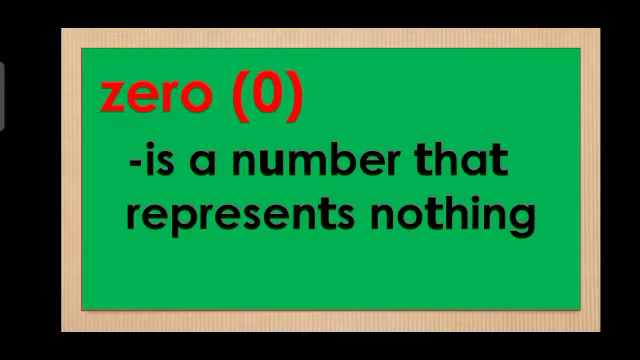 zero (0)
-is a number that
represents nothing